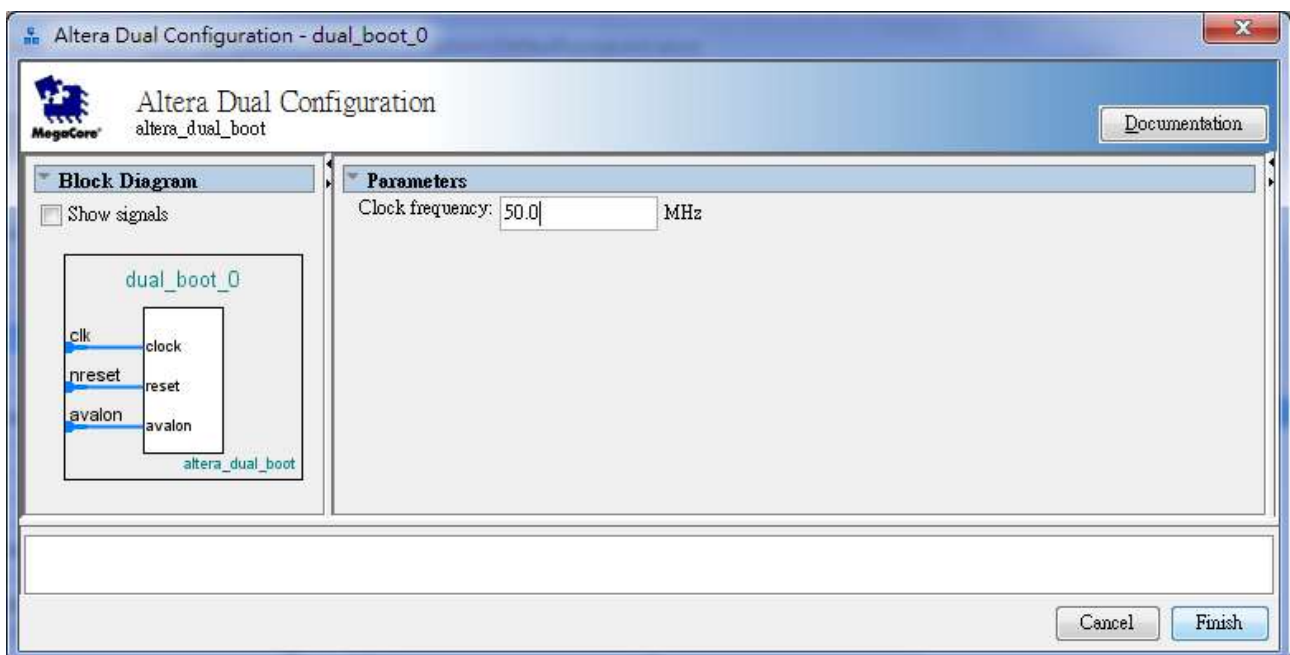 Altera Dual Configuration - dual_boot_0
Altera Dual Configuration
MegaCore®
altera_dual_boot
Documentation
Block Diagram
Show signals
dual_boot_0
clk
clock
nreset
reset
avalon
avalon
altera_dual_boot
Parameters
Clock frequency: 50.0 MHz
Cancel
Finish